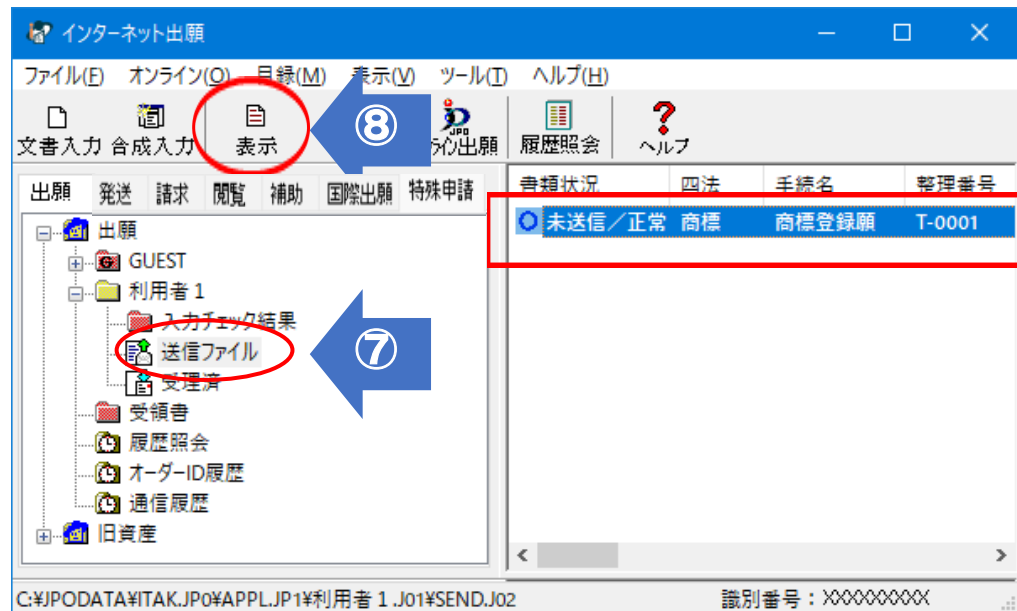 インターネット出願
ファイル(F) オンライン(O) 目録(M) 表示(V) ツール(T) ヘルプ(H)
文書入力 合成入力 表示 ⑧ ライン出願 履歴照会 ヘルプ
JPO
出願 発送 請求 閲覧 補助 国際出願 特殊申請
書類状況 四法 手続名 整理番号
未送信／正常 商標 商標登録願 T-0001
出願
GUEST
利用者1
入力チェック結果
送信ファイル
⑦
受理済
受領書
履歴照会
オーダーID履歴
通信履歴
旧資産
C:¥JPODATA¥ITAK.JP0¥APPL.JP1¥利用者１.J01¥SEND.J02 識別番号：XXXXXXXXX